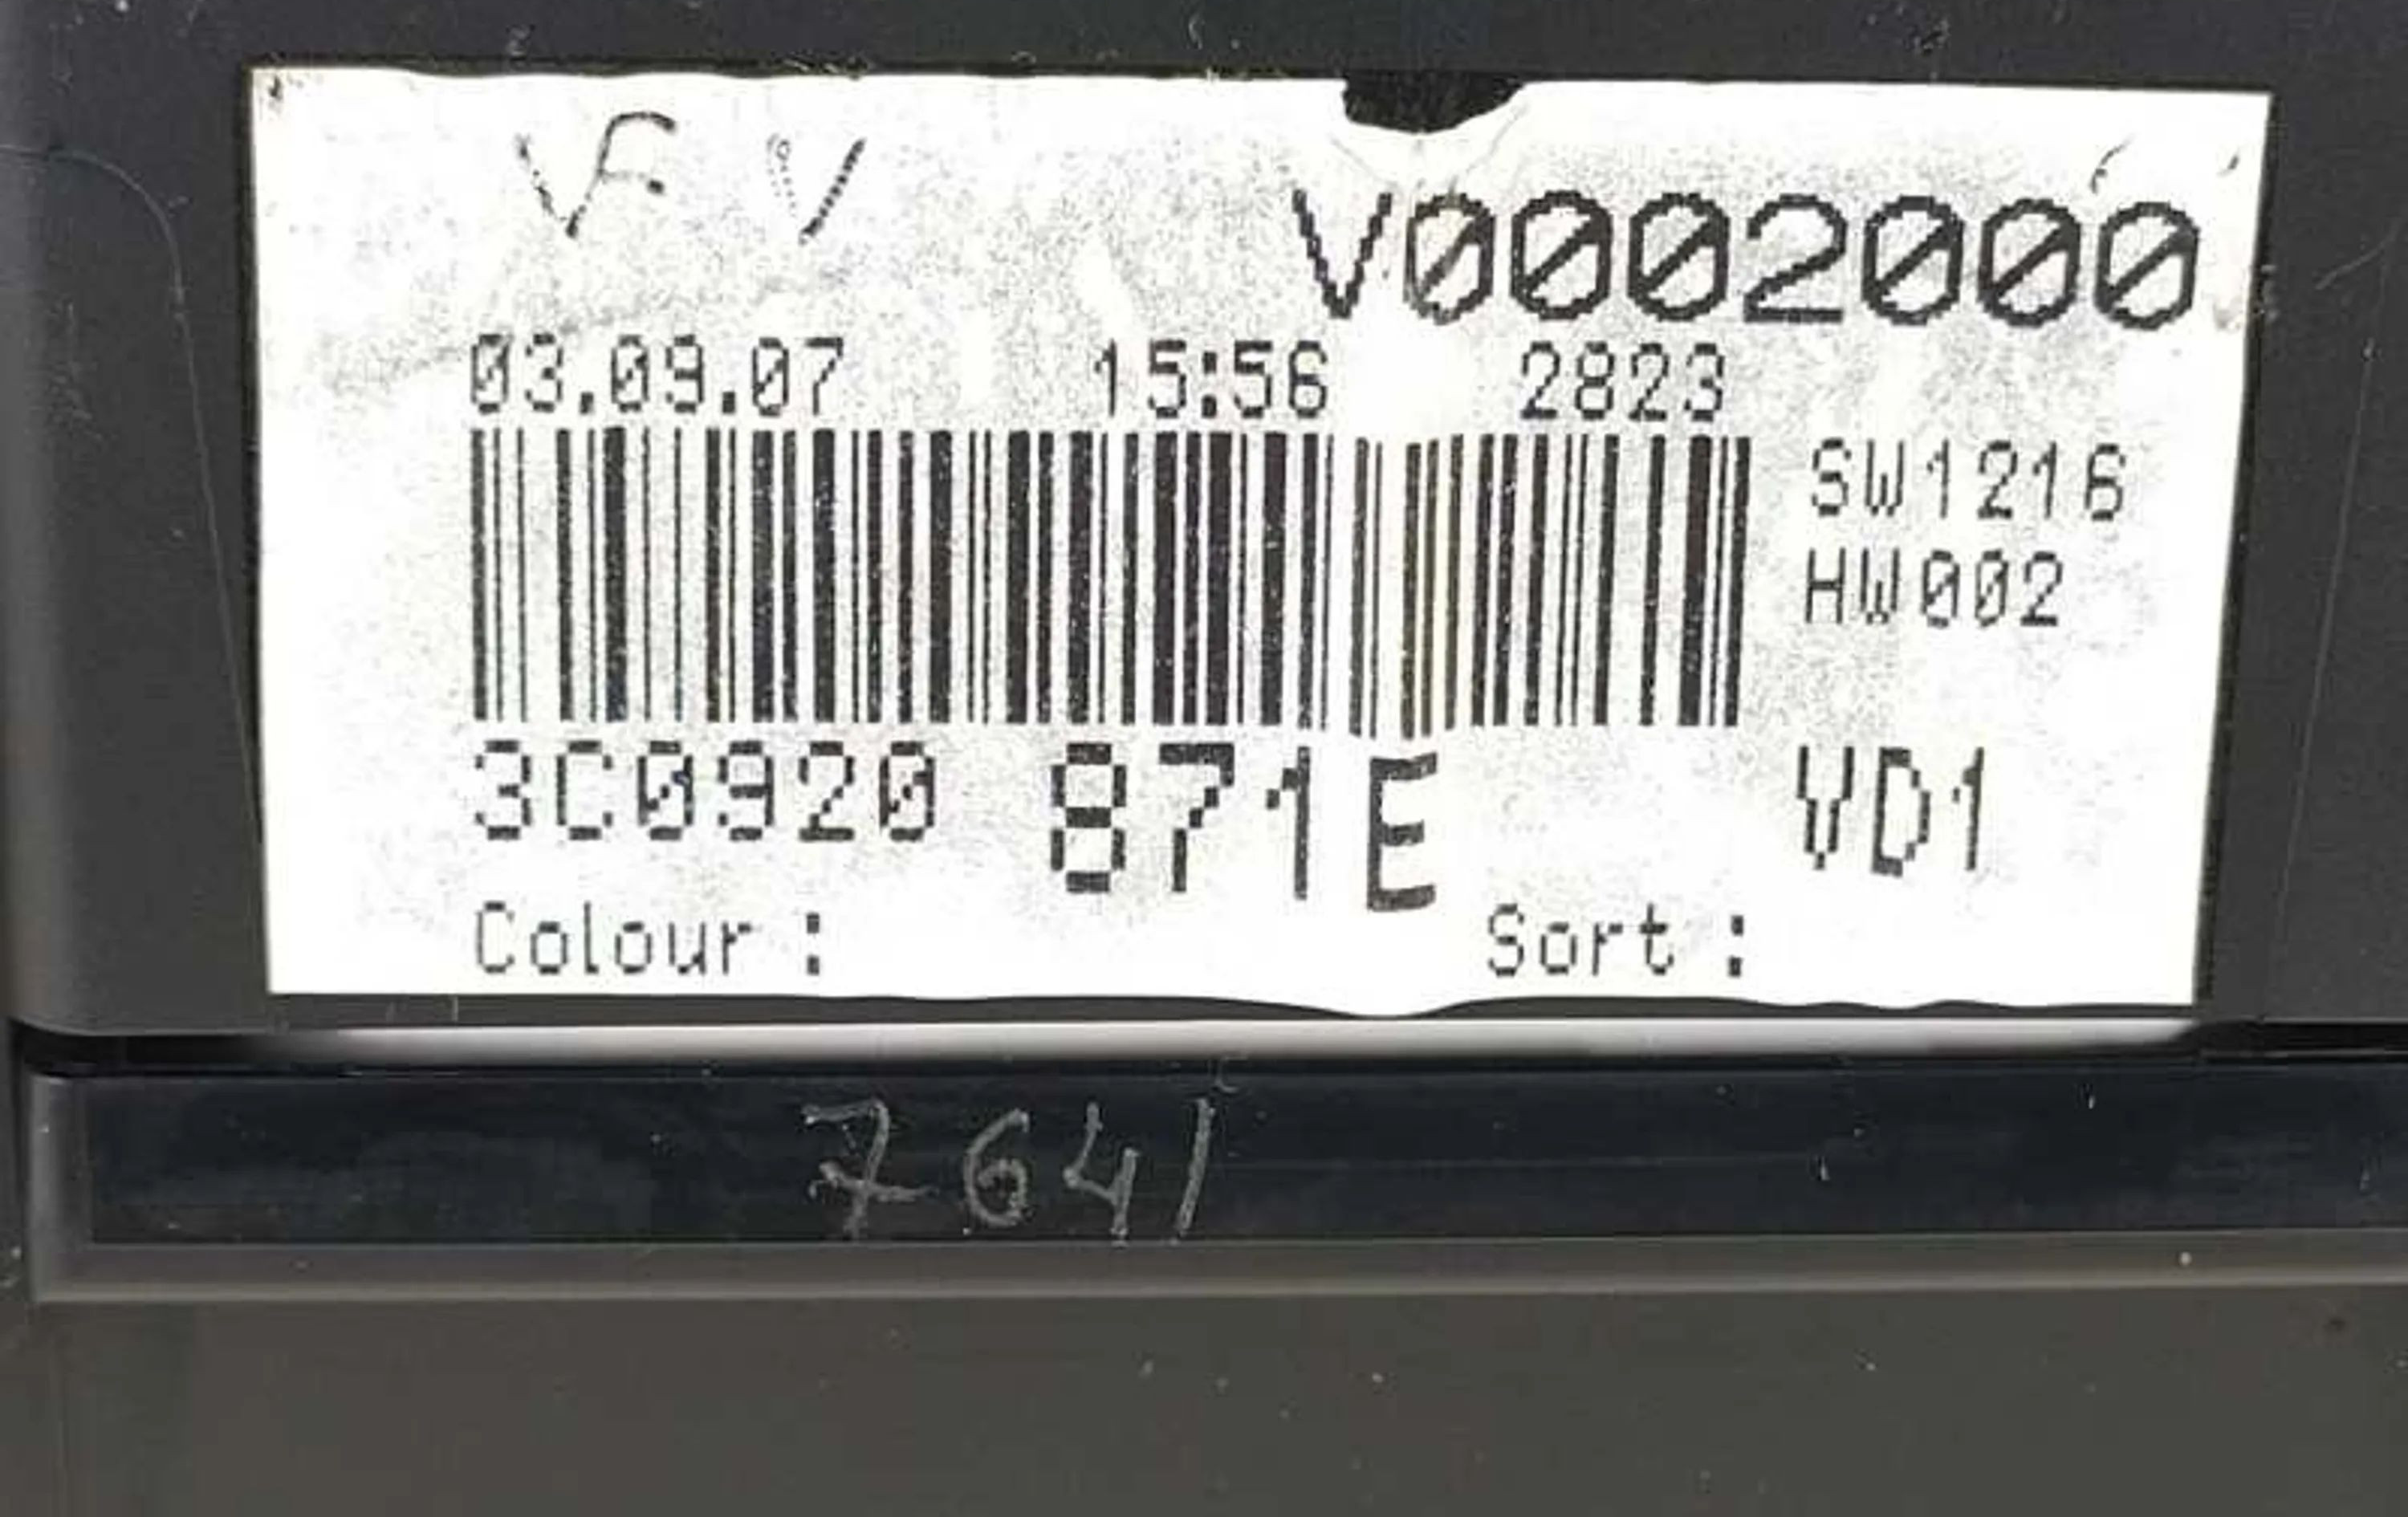 V0002000
03.09.07 15:56 2823
SW1216
HW002
3C0920 871E VD1
Colour: Sort:
7641